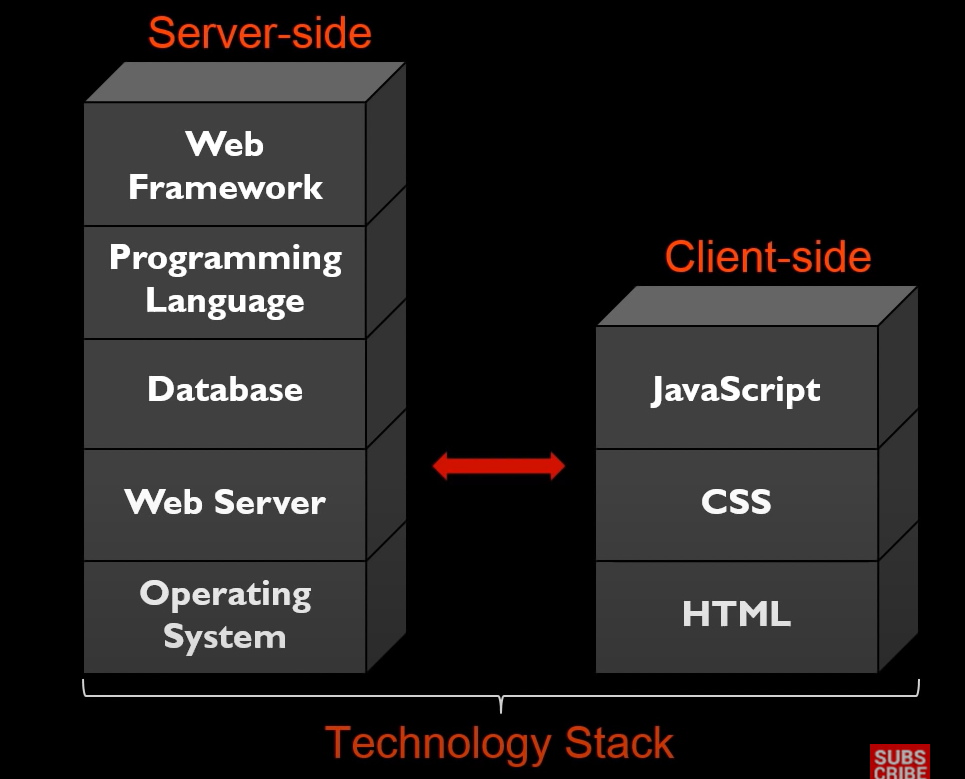 Server-side
Web
Framework
Programming
Language
Database
Web Server
Operating
System
Client-side
JavaScript
CSS
HTML
Technology Stack
SUBS
CRIBE